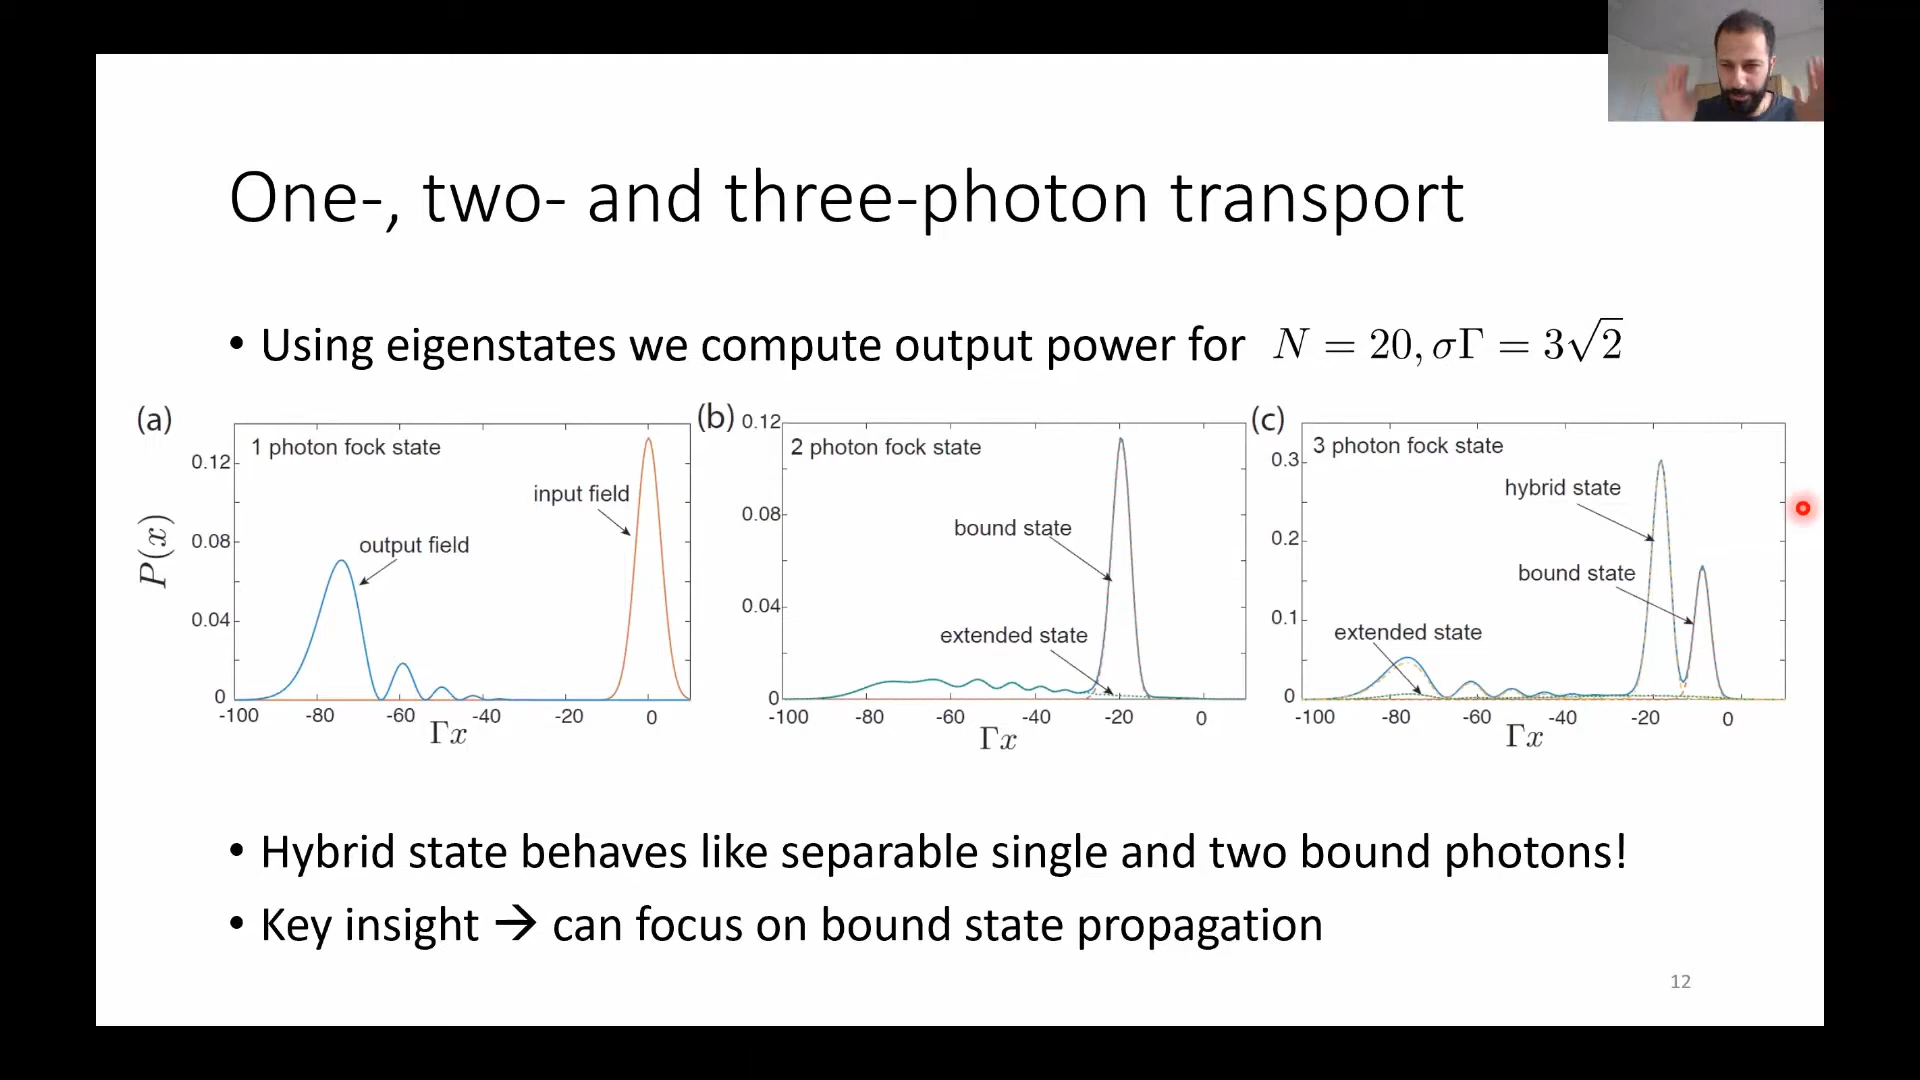 One-, two- and three-photon transport
• Using eigenstates we compute output power for N = 20, σΓ = 3√2
(a)
1 photon fock state
input field
output field
P(x)
0.12
0.08
0.04
0
-100 -80 -60 -40 -20 0
Γx
(b)
2 photon fock state
bound state
extended state
0.12
0.08
0.04
0
-100 -80 -60 -40 -20 0
Γx
(c)
3 photon fock state
hybrid state
bound state
extended state
0.3
0.2
0.1
0
-100 -80 -60 -40 -20 0
Γx
• Hybrid state behaves like separable single and two bound photons!
• Key insight → can focus on bound state propagation
12